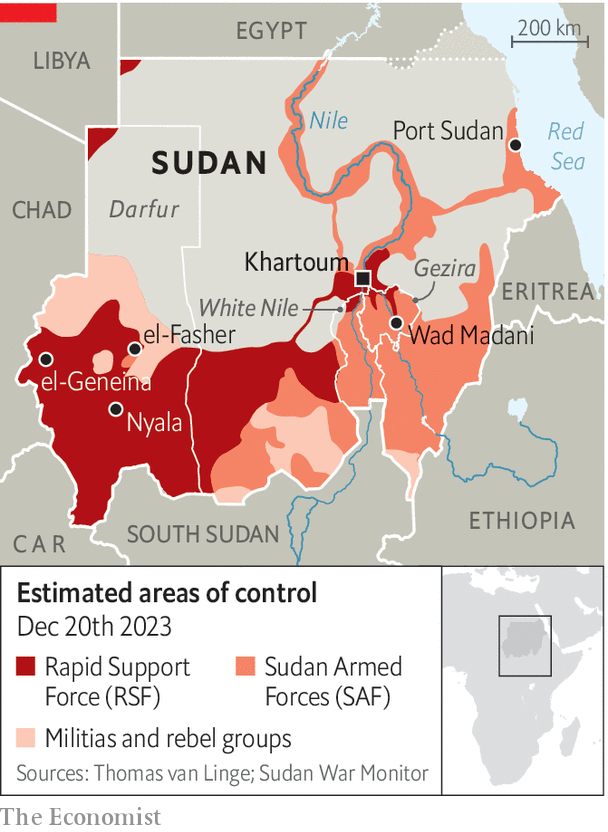 EGYPT
200 km
LIBYA
Nile
Port Sudan
Red
Sea
SUDAN
CHAD
Darfur
Khartoum
Gezira
ERITREA
White Nile
el-Fasher
Wad Madani
el-Geneina
Nyala
SOUTH SUDAN
ETHIOPIA
CAR
Estimated areas of control
Dec 20th 2023
Rapid Support
Force (RSF)
Sudan Armed
Forces (SAF)
Militias and rebel groups
Sources: Thomas van Linge; Sudan War Monitor
The Economist